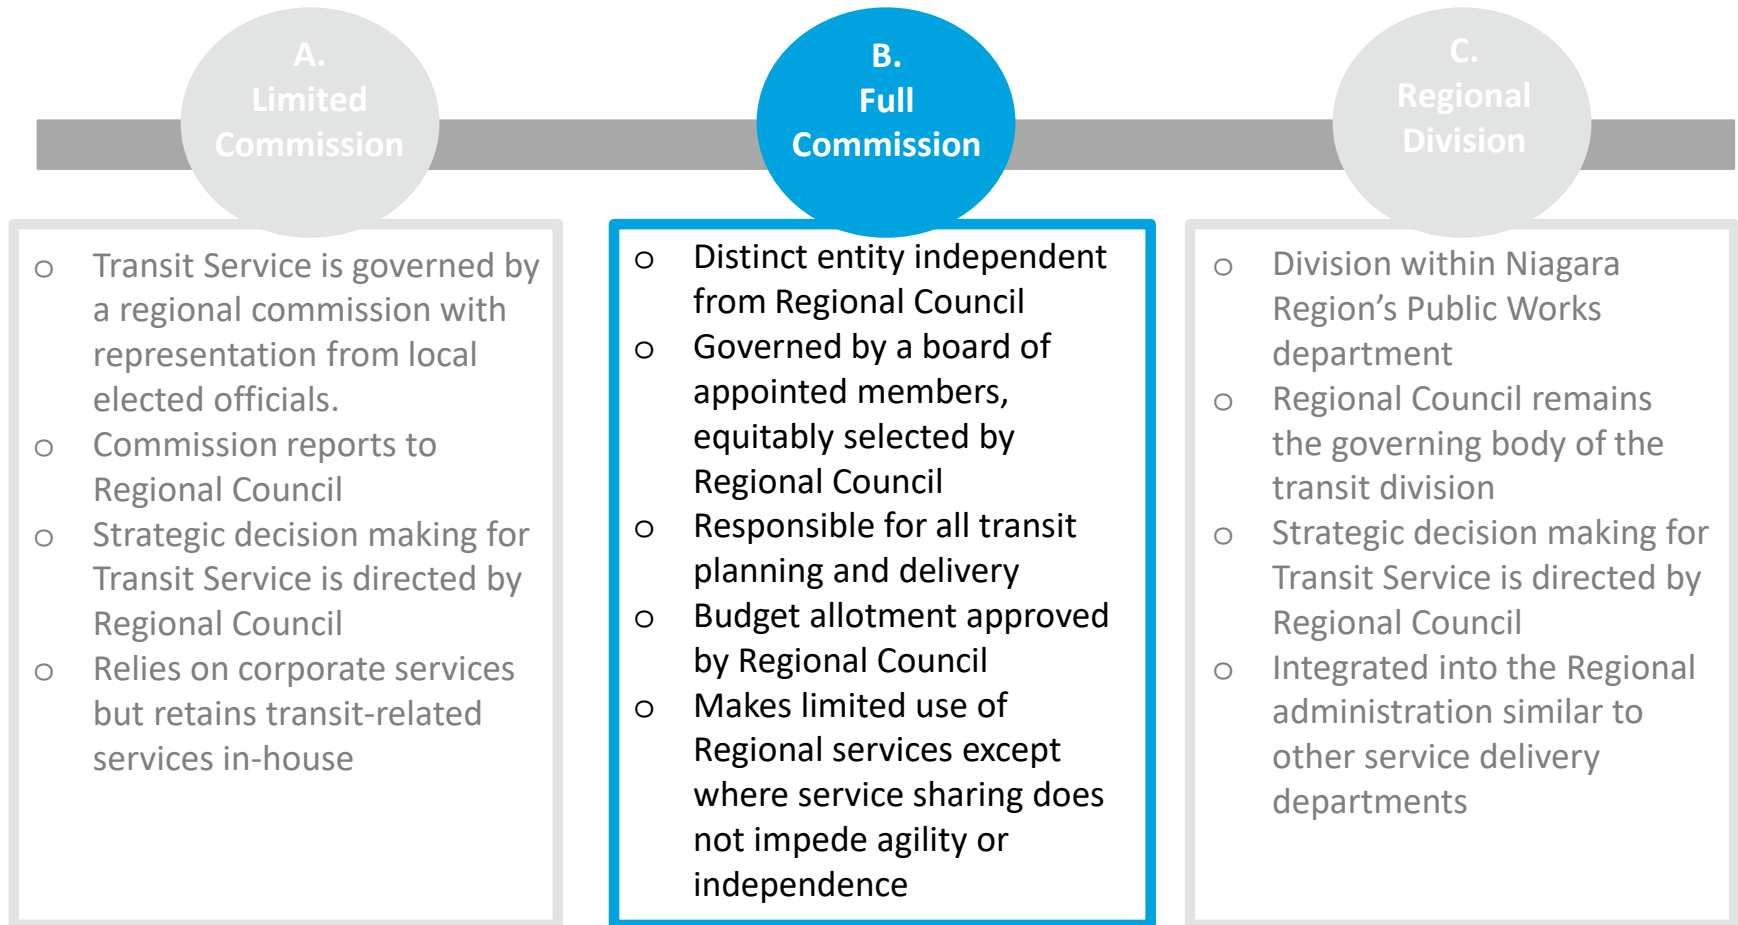 A.
Limited
Commission
o Transit Service is governed by
a regional commission with
representation from local
elected officials.
o Commission reports to
Regional Council
o Strategic decision making for
Transit Service is directed by
Regional Council
o Relies on corporate services
but retains transit-related
services in-house
B.
Full
Commission
o Distinct entity independent
from Regional Council
o Governed by a board of
appointed members,
equitably selected by
Regional Council
o Responsible for all transit
planning and delivery
o Budget allotment approved
by Regional Council
o Makes limited use of
Regional services except
where service sharing does
not impede agility or
independence
C.
Regional
Division
o Division within Niagara
Region’s Public Works
department
o Regional Council remains
the governing body of the
transit division
o Strategic decision making for
Transit Service is directed by
Regional Council
o Integrated into the Regional
administration similar to
other service delivery
departments